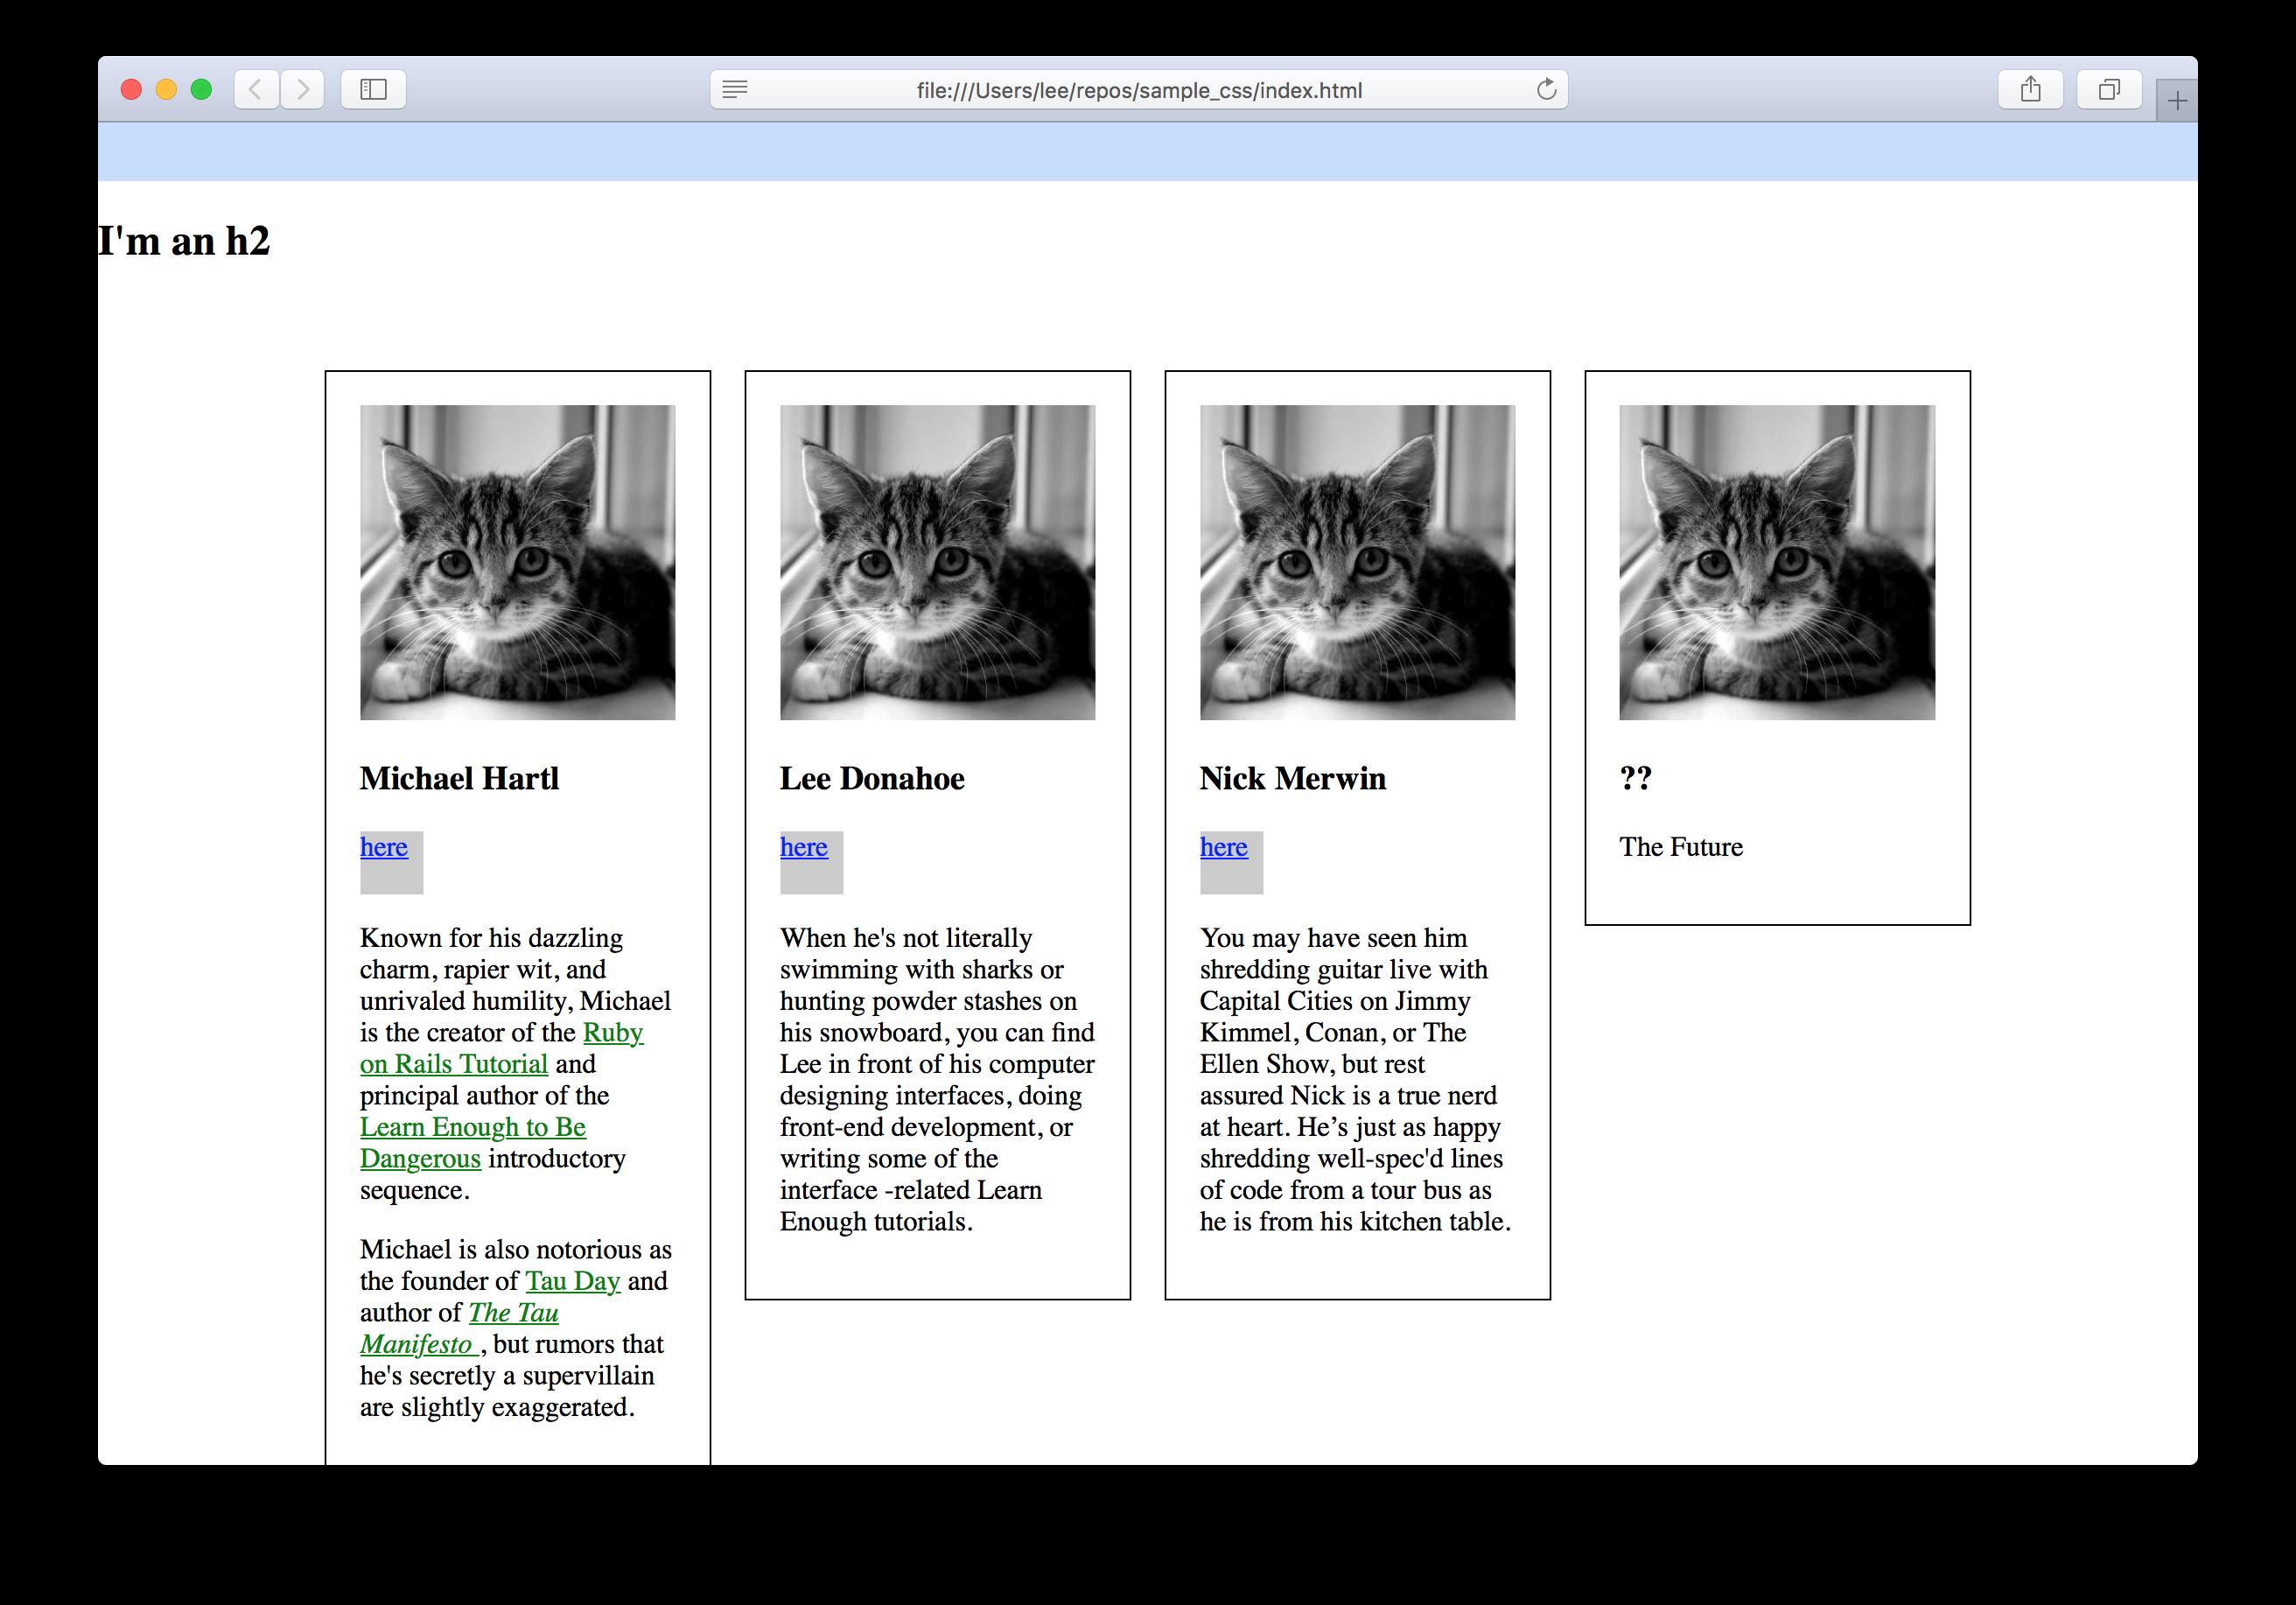 file:///Users/lee/repos/sample_css/index.html
I'm an h2
Michael Hartl
here
Known for his dazzling
charm, rapier wit, and
unrivaled humility, Michael
is the creator of the Ruby
on Rails Tutorial and
principal author of the
Learn Enough to Be
Dangerous introductory
sequence.
Michael is also notorious as
the founder of Tau Day and
author of The Tau
Manifesto , but rumors that
he's secretly a supervillain
are slightly exaggerated.
Lee Donahoe
here
When he's not literally
swimming with sharks or
hunting powder stashes on
his snowboard, you can find
Lee in front of his computer
designing interfaces, doing
front-end development, or
writing some of the
interface -related Learn
Enough tutorials.
Nick Merwin
here
You may have seen him
shredding guitar live with
Capital Cities on Jimmy
Kimmel, Conan, or The
Ellen Show, but rest
assured Nick is a true nerd
at heart. He’s just as happy
shredding well-spec'd lines
of code from a tour bus as
he is from his kitchen table.
??
The Future